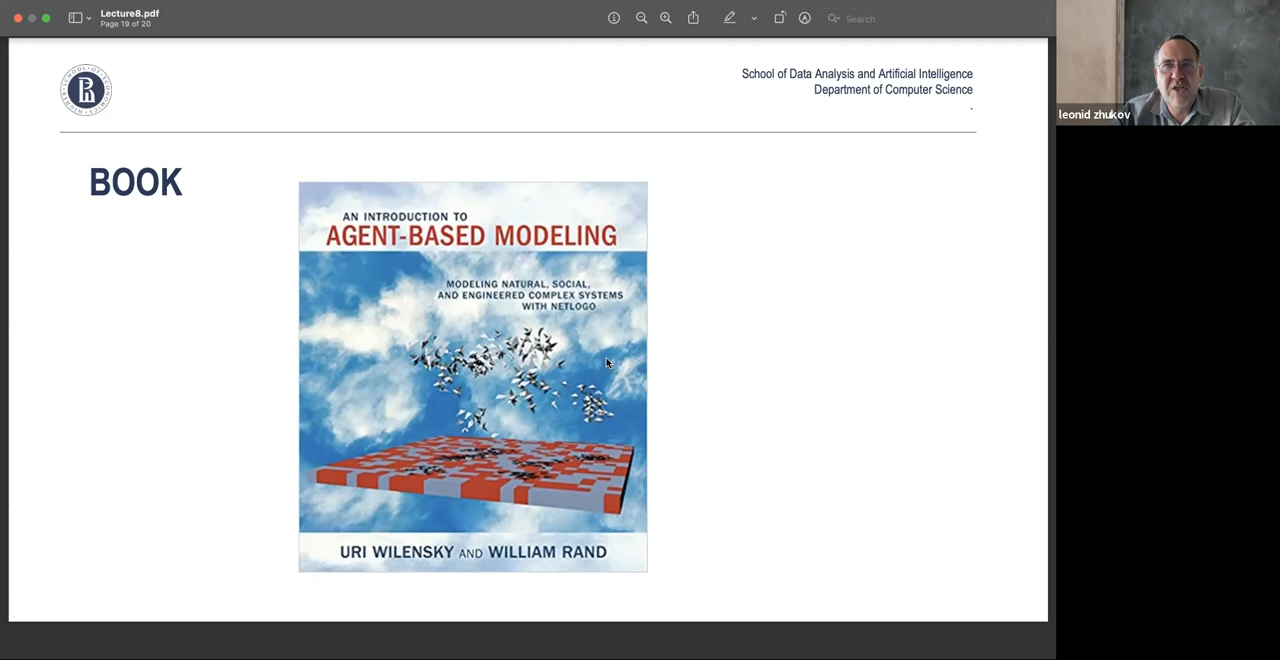 Lecture8.pdf
Page 19 of 20
Search
leonid zhukov
School of Data Analysis and Artificial Intelligence
Department of Computer Science
.
BOOK
AN INTRODUCTION TO
AGENT-BASED MODELING
MODELING NATURAL, SOCIAL,
AND ENGINEERED COMPLEX SYSTEMS
WITH NETLOGO
URI WILENSKY AND WILLIAM RAND